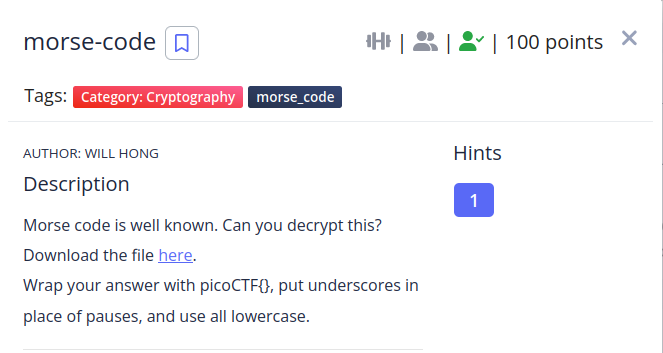 morse-code | | | 100 points ×
Tags: Category: Cryptography morse_code
AUTHOR: WILL HONG
Description
Morse code is well known. Can you decrypt this?
Download the file here.
Wrap your answer with picoCTF{}, put underscores in
place of pauses, and use all lowercase.
Hints
1